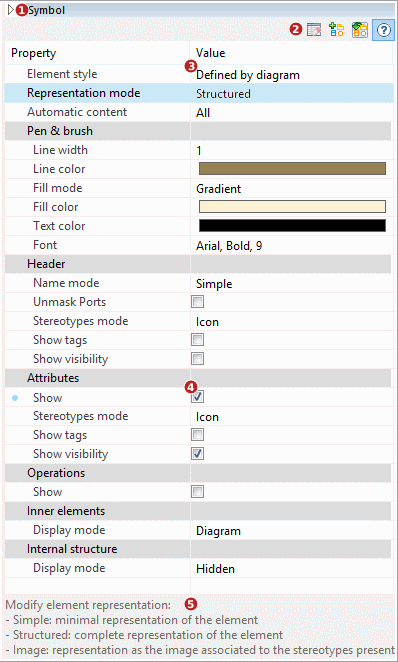 1 Symbol
2 ?
Property Value
Element style 3 Defined by diagram
Representation mode Structured
Automatic content All
Pen & brush
Line width 1
Line color
Fill mode Gradient
Fill color
Text color
Font Arial, Bold, 9
Header
Name mode Simple
Unmask Ports
Stereotypes mode Icon
Show tags
Show visibility
Attributes
Show 4
Stereotypes mode Icon
Show tags
Show visibility
Operations
Show
Inner elements
Display mode Diagram
Internal structure
Display mode Hidden
Modify element representation: 5
- Simple: minimal representation of the element
- Structured: complete representation of the element
- Image: representation as the image associated to the stereotypes present